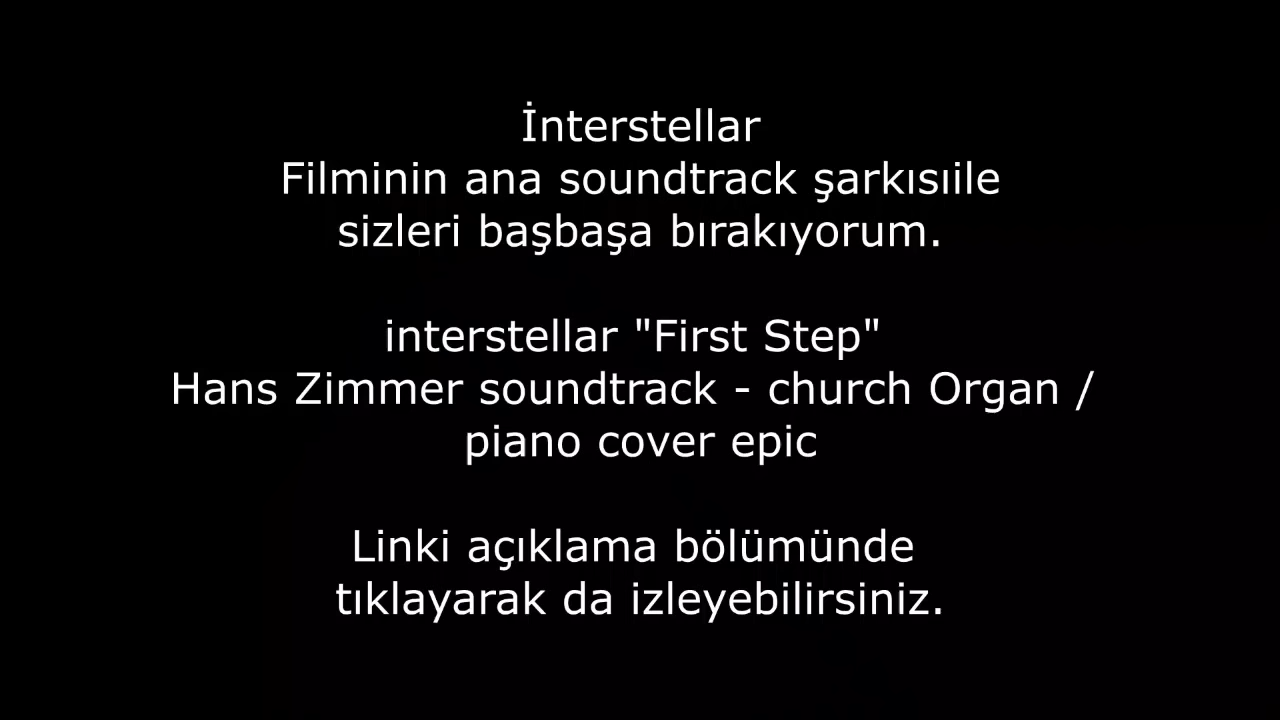 İnterstellar
Filminin ana soundtrack şarkısıile
sizleri başbaşa bırakıyorum.
interstellar "First Step"
Hans Zimmer soundtrack - church Organ /
piano cover epic
Linki açıklama bölümünde
tıklayarak da izleyebilirsiniz.